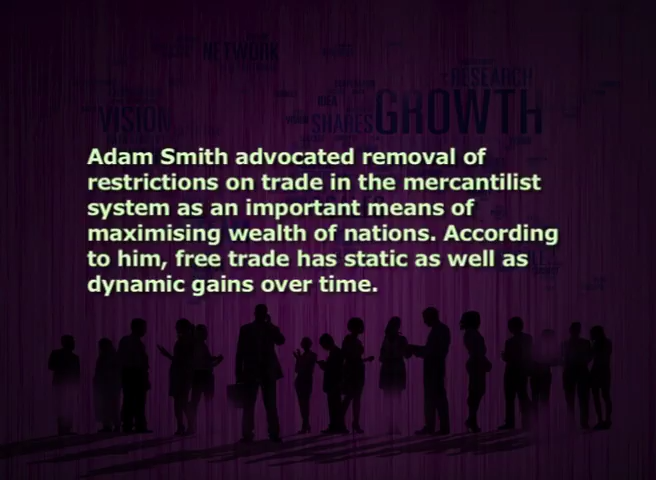 NETWORK
RESEARCH
IDEA
GROWTH
VISION
SHARES
Adam Smith advocated removal of
restrictions on trade in the mercantilist
system as an important means of
maximising wealth of nations. According
to him, free trade has static as well as
dynamic gains over time.